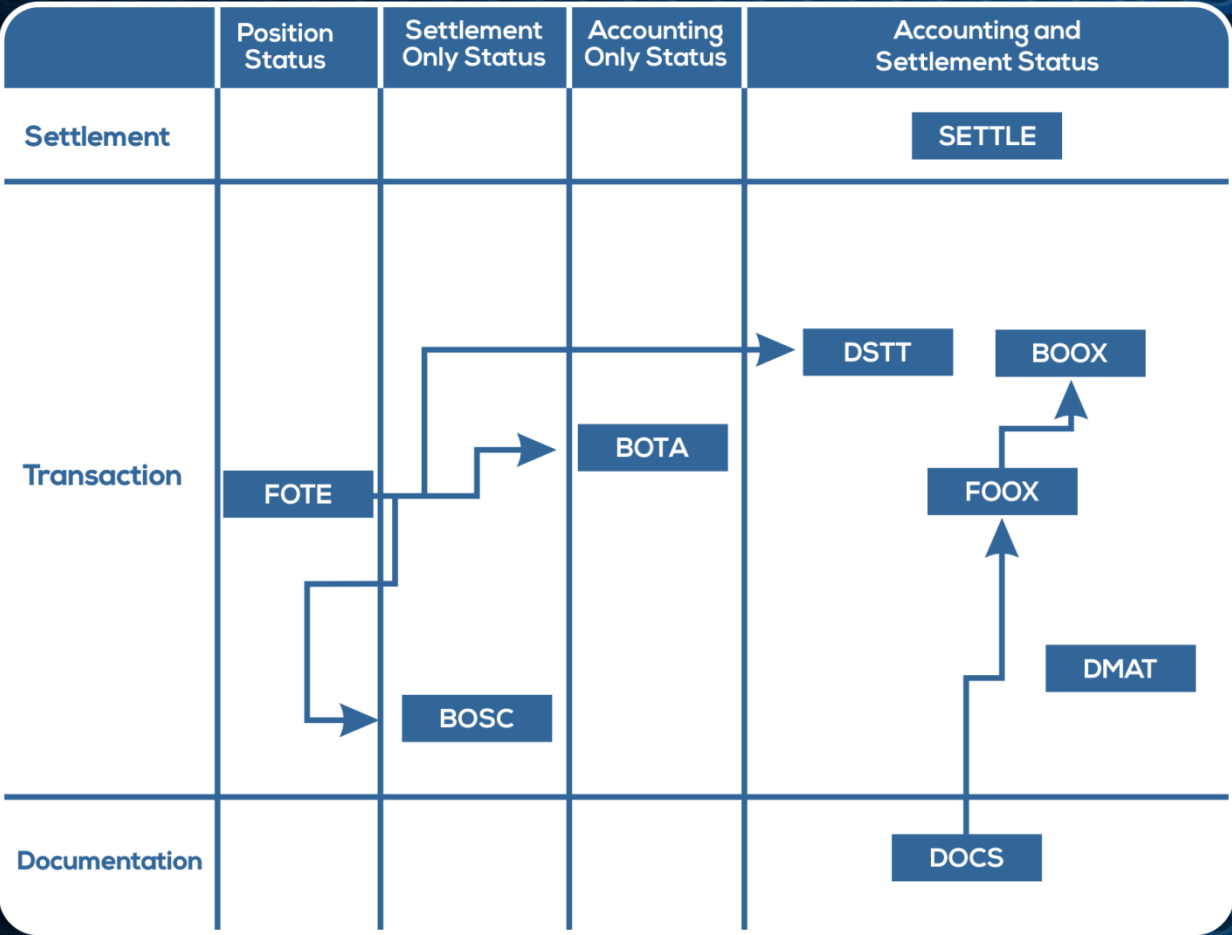 Position
Status
Settlement
Only Status
Accounting
Only Status
Accounting and
Settlement Status
Settlement
SETTLE
Transaction
DSTT
BOOX
BOTA
FOTE
FOOX
DMAT
BOSC
Documentation
DOCS